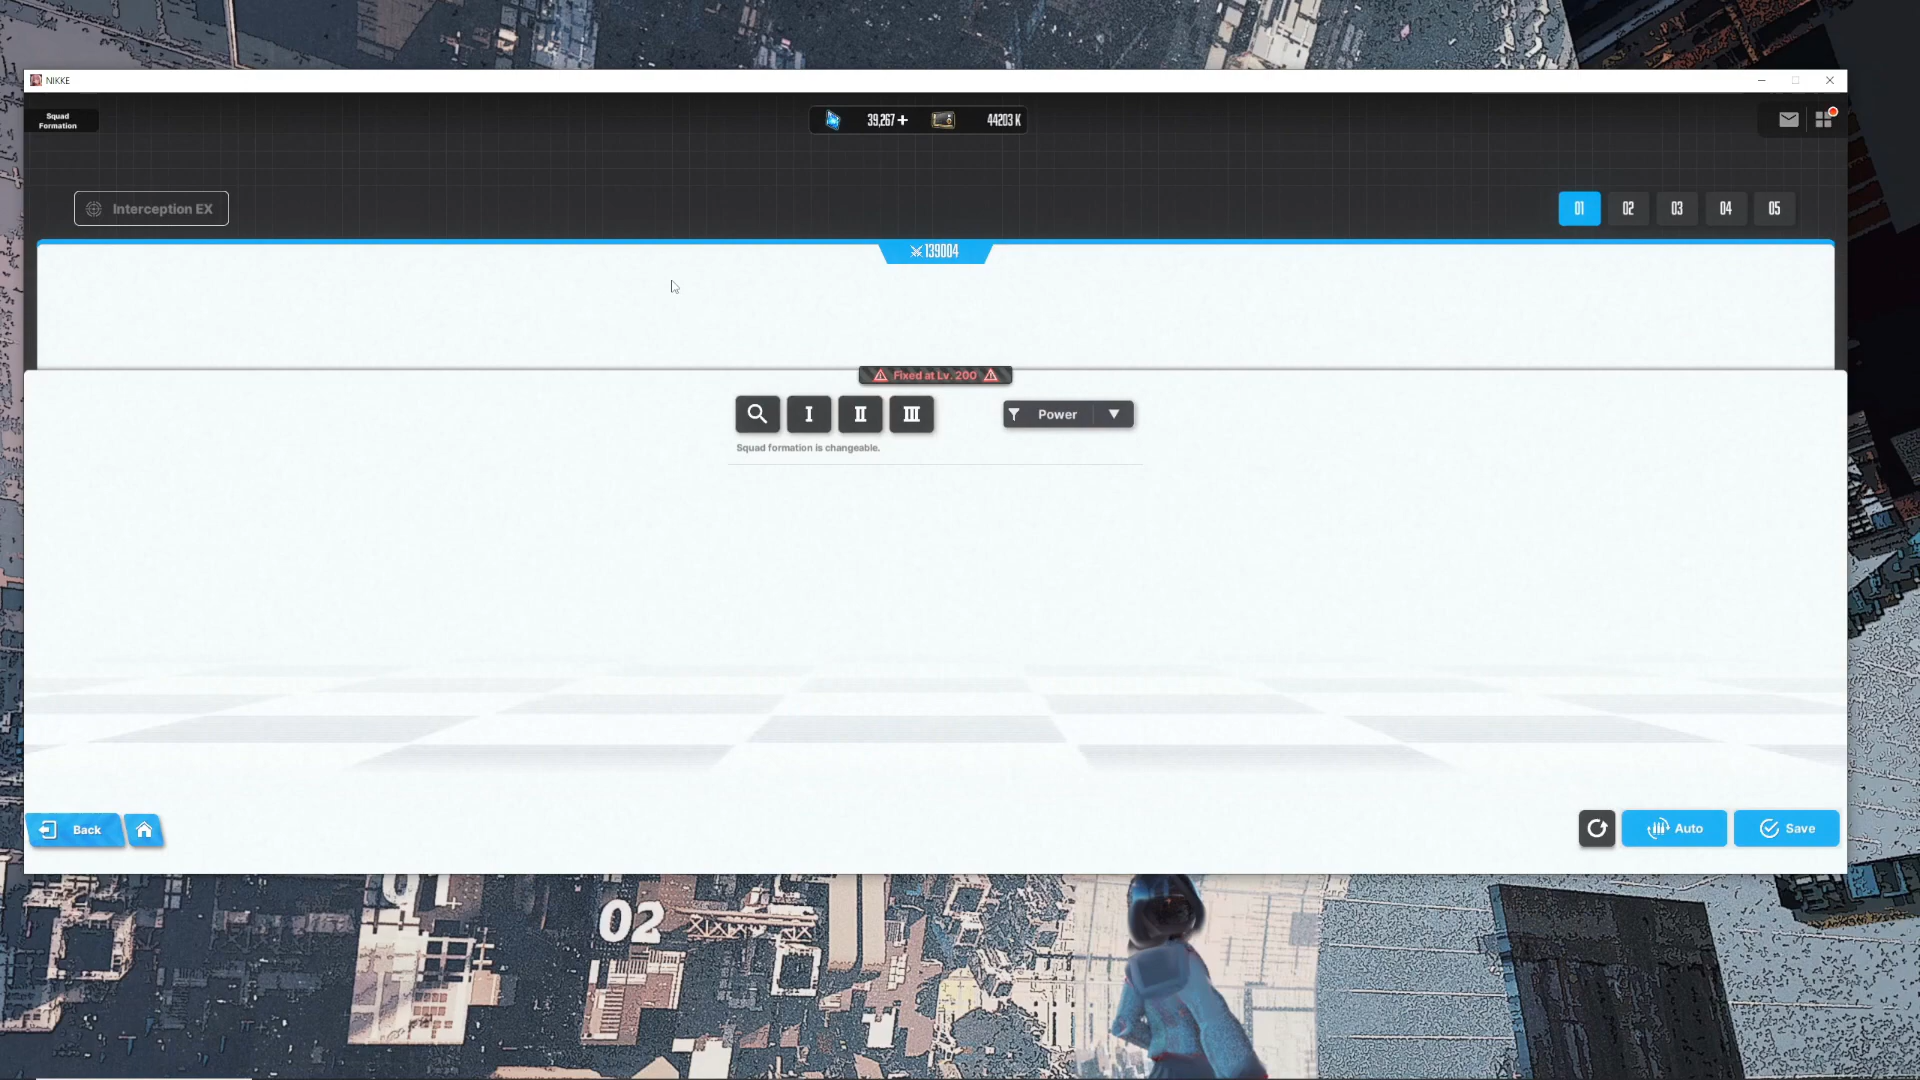 NIKKE
Squad
Formation
39,267 +
44203 K
Interception EX
01
02
03
04
05
139004
Fixed at Lv. 200
I
II
III
Power
Squad formation is changeable.
Back
Auto
Save
02